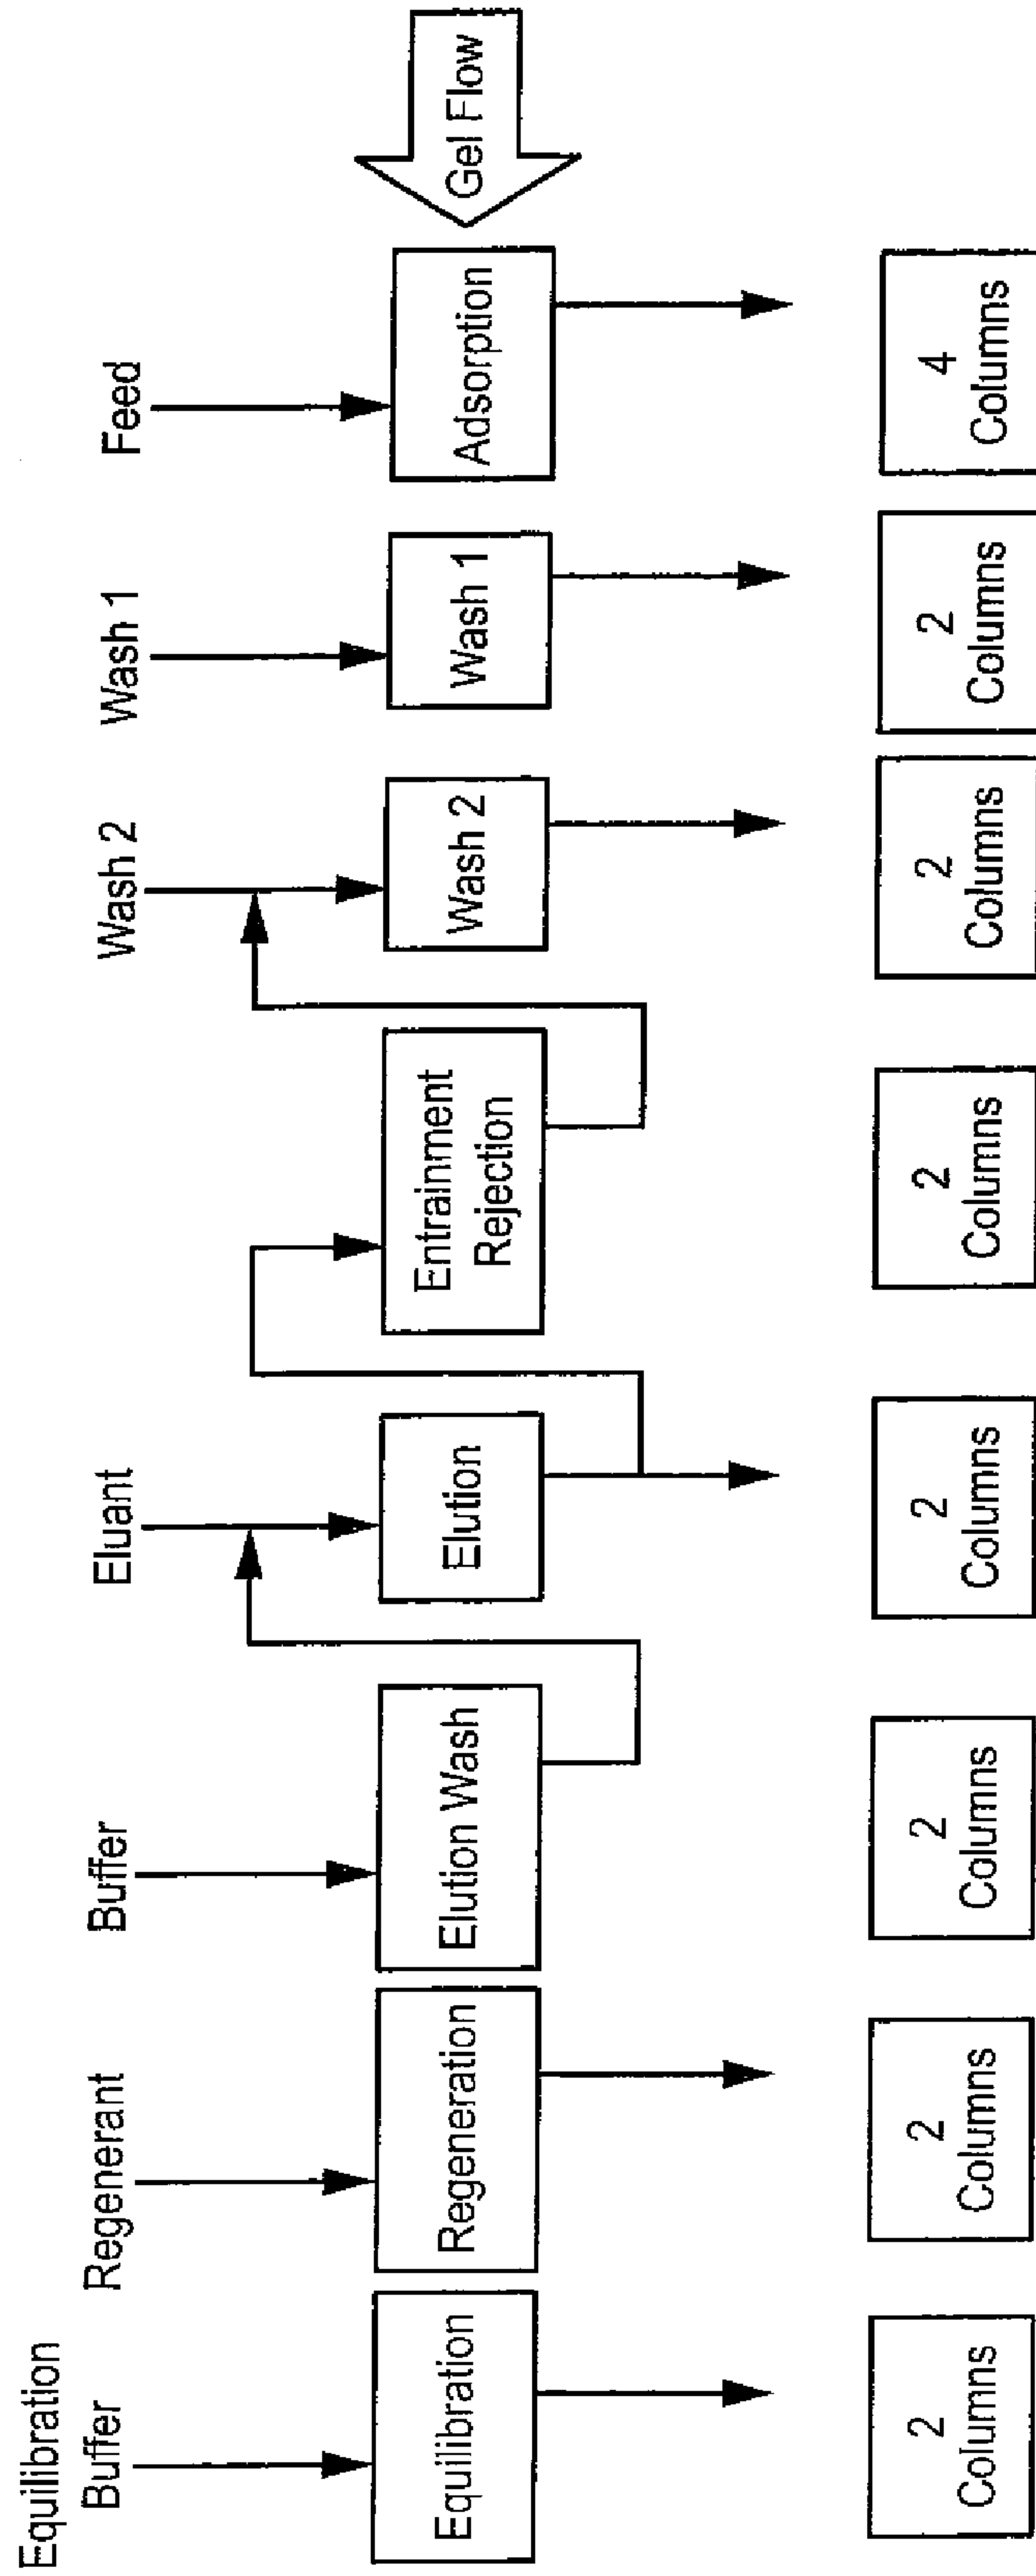 Equilibration
Buffer
Regenerant
Buffer
Eluant
Wash 2
Wash 1
Feed
Equilibration
Regeneration
Elution Wash
Elution
Entrainment
Rejection
Wash 2
Wash 1
Adsorption
Gel Flow
2
Columns
2
Columns
2
Columns
2
Columns
2
Columns
2
Columns
2
Columns
4
Columns